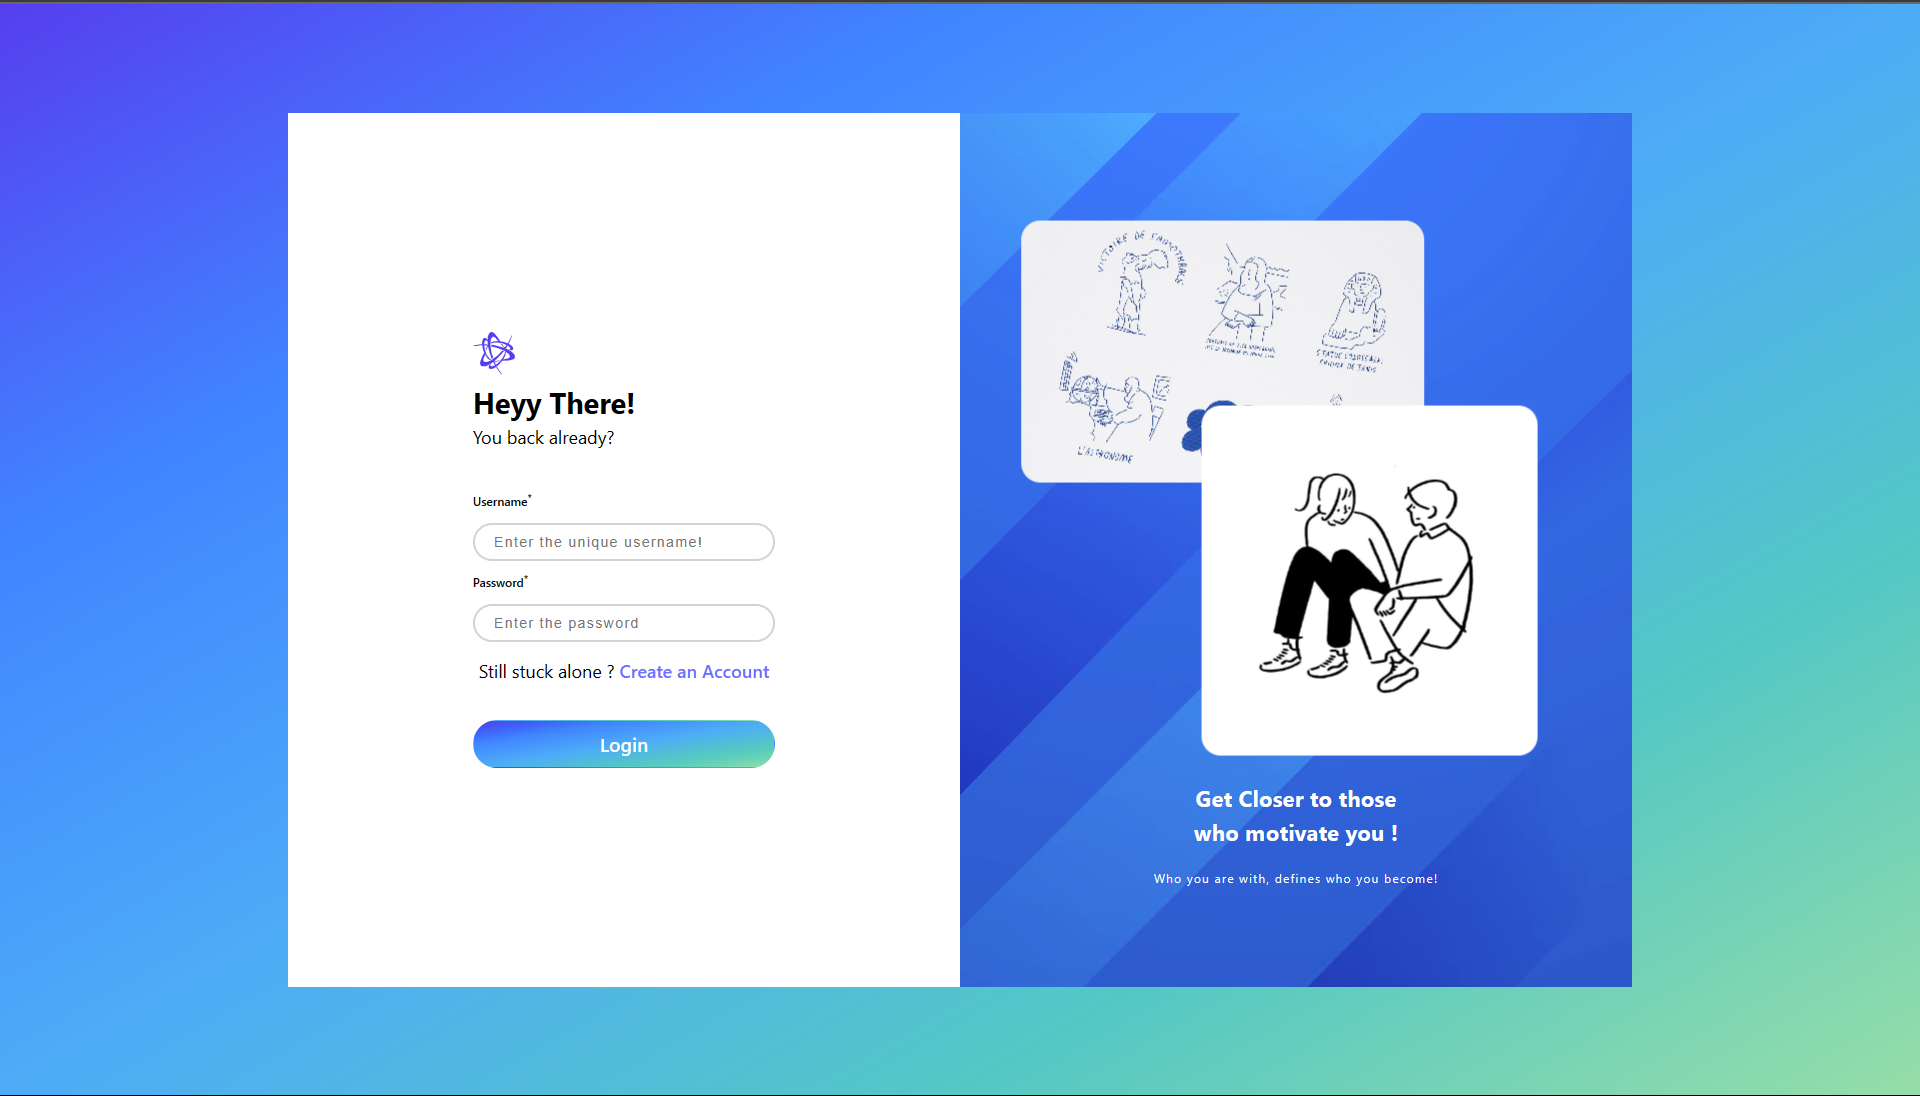 Heyy There!
You back already?
Username*
Enter the unique username!
Password*
Enter the password
Still stuck alone ? Create an Account
Login
VICTOIRE DE SAMOTHRACE
L'ASTRONOME
Get Closer to those
who motivate you !
Who you are with, defines who you become!